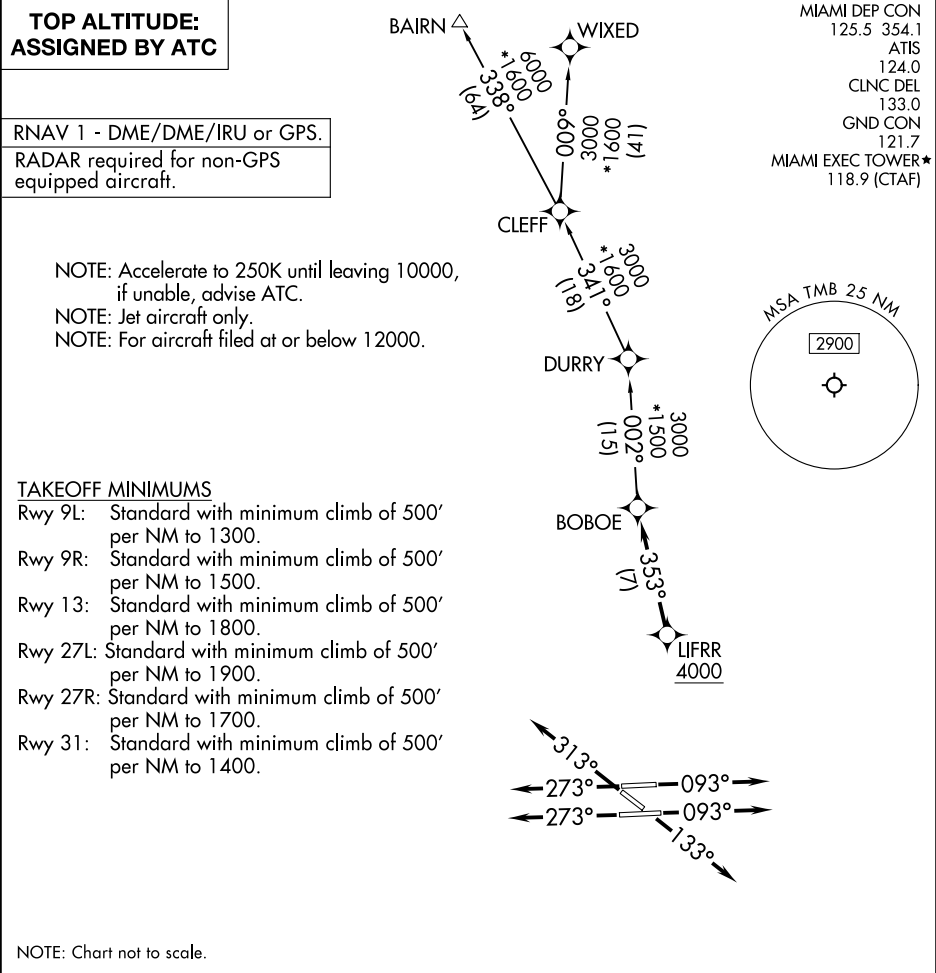 TOP ALTITUDE:
ASSIGNED BY ATC
RNAV 1 - DME/DME/IRU or GPS.
RADAR required for non-GPS
equipped aircraft.
NOTE: Accelerate to 250K until leaving 10000,
if unable, advise ATC.
NOTE: Jet aircraft only.
NOTE: For aircraft filed at or below 12000.
TAKEOFF MINIMUMS
Rwy 9L: Standard with minimum climb of 500'
per NM to 1300.
Rwy 9R: Standard with minimum climb of 500'
per NM to 1500.
Rwy 13: Standard with minimum climb of 500'
per NM to 1800.
Rwy 27L: Standard with minimum climb of 500'
per NM to 1900.
Rwy 27R: Standard with minimum climb of 500'
per NM to 1700.
Rwy 31: Standard with minimum climb of 500'
per NM to 1400.
NOTE: Chart not to scale.
BAIRN
WIXED
6000
*1600
338°
(64)
009°
3000
*1600
(41)
CLEFF
3000
*1600
341°
(18)
DURRY
3000
*1500
002°
(15)
BOBOE
353°
(7)
LIFRR
4000
313°
273°
093°
273°
093°
133°
MIAMI DEP CON
125.5 354.1
ATIS
124.0
CLNC DEL
133.0
GND CON
121.7
MIAMI EXEC TOWER★
118.9 (CTAF)
MSA TMB 25 NM
2900